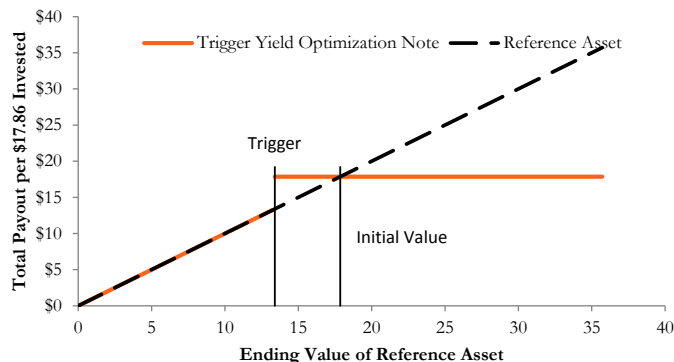 $40
Trigger Yield Optimization Note
Reference Asset
$35
$30
$25
Trigger
$20
$15
$10
Initial Value
$5
$0
0 5 10 15 20 25 30 35 40
Total Payout per $17.86 Invested
Ending Value of Reference Asset